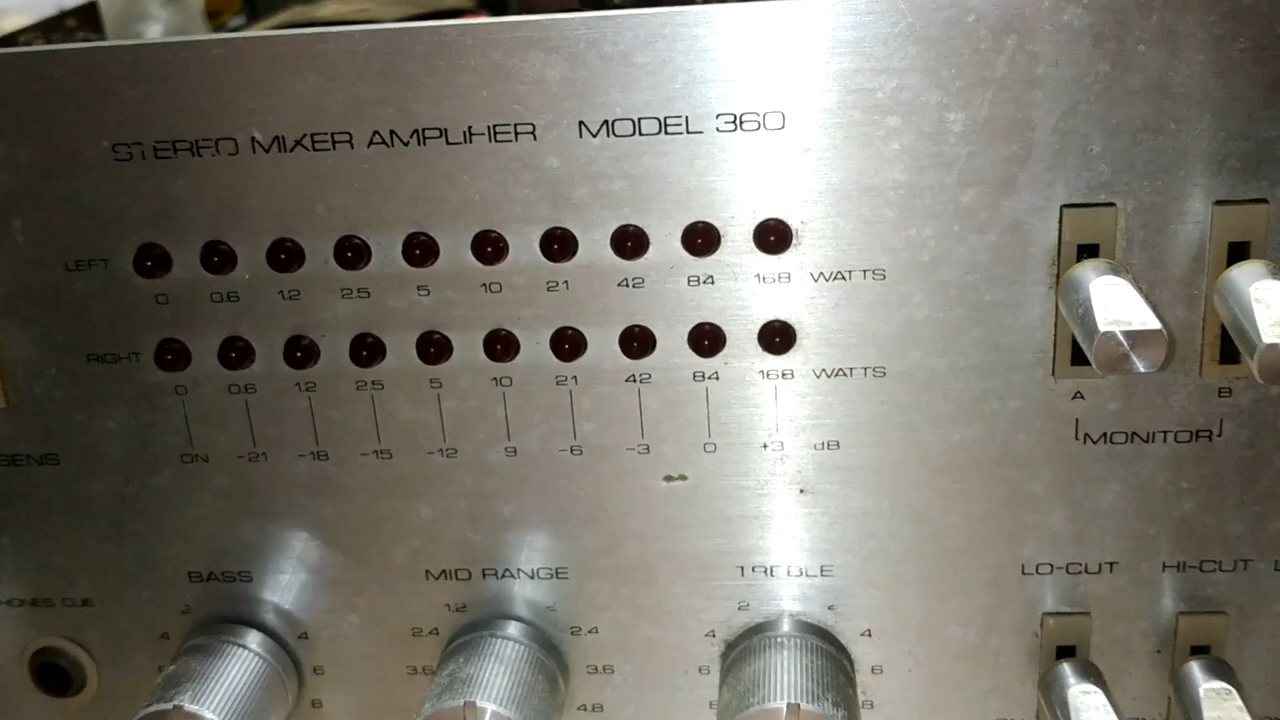 STEREO MIXER AMPLIFIER MODEL 360
LEFT
0 0.6 1.2 2.5 5 10 21 42 84 168 WATTS
RIGHT
0 0.6 1.2 2.5 5 10 21 42 84 168 WATTS
SENS ON -21 -18 -15 -12 9 -6 -3 0 +3 dB
A B
MONITOR
BASS MID RANGE TREBLE LO-CUT HI-CUT
HONES CUE
2 1.2 2
4 4 2.4 2.4 4 4
6 3.6 3.6 6 6
8 4.8 8